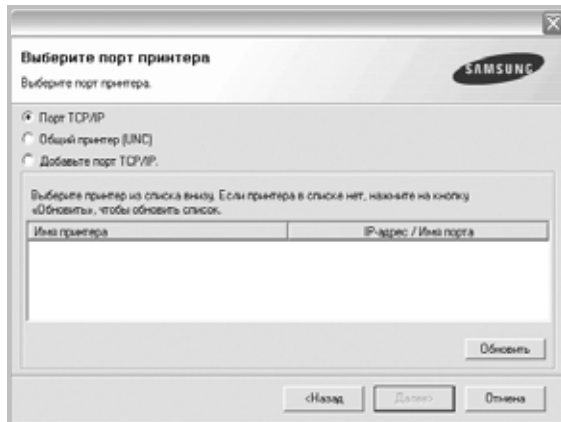 Выберите порт принтера
Выберите порт принтера.
SAMSUNG
Порт TCP/IP
Общий принтер (UNC)
Добавьте порт TCP/IP.
Выберите принтер из списка внизу. Если принтера в списке нет, нажмите на кнопку
«Обновить», чтобы обновить список.
Имя принтера IP-адрес / Имя порта
Обновить
<Назад Далее> Отмена